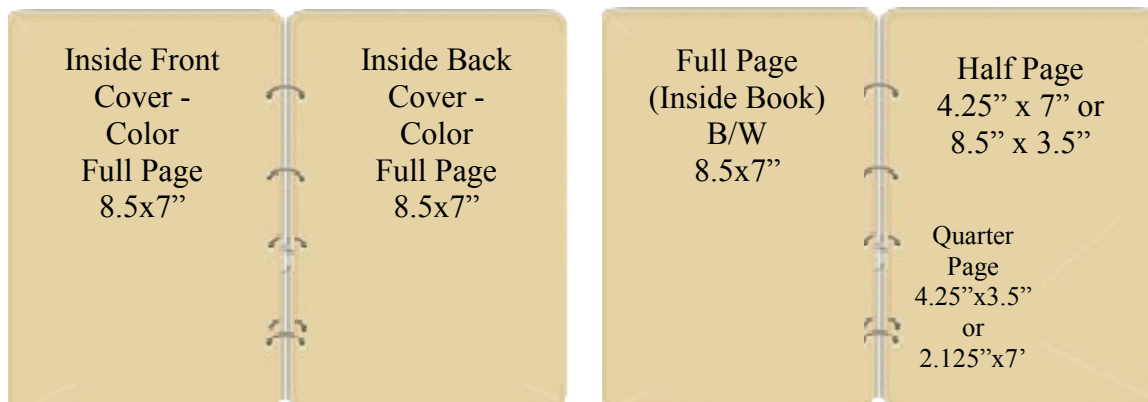 Inside Front
Cover -
Color
Full Page
8.5x7”
Inside Back
Cover -
Color
Full Page
8.5x7”
Full Page
(Inside Book)
B/W
8.5x7”
Half Page
4.25” x 7” or
8.5” x 3.5”
Quarter
Page
4.25”x3.5”
or
2.125”x7’